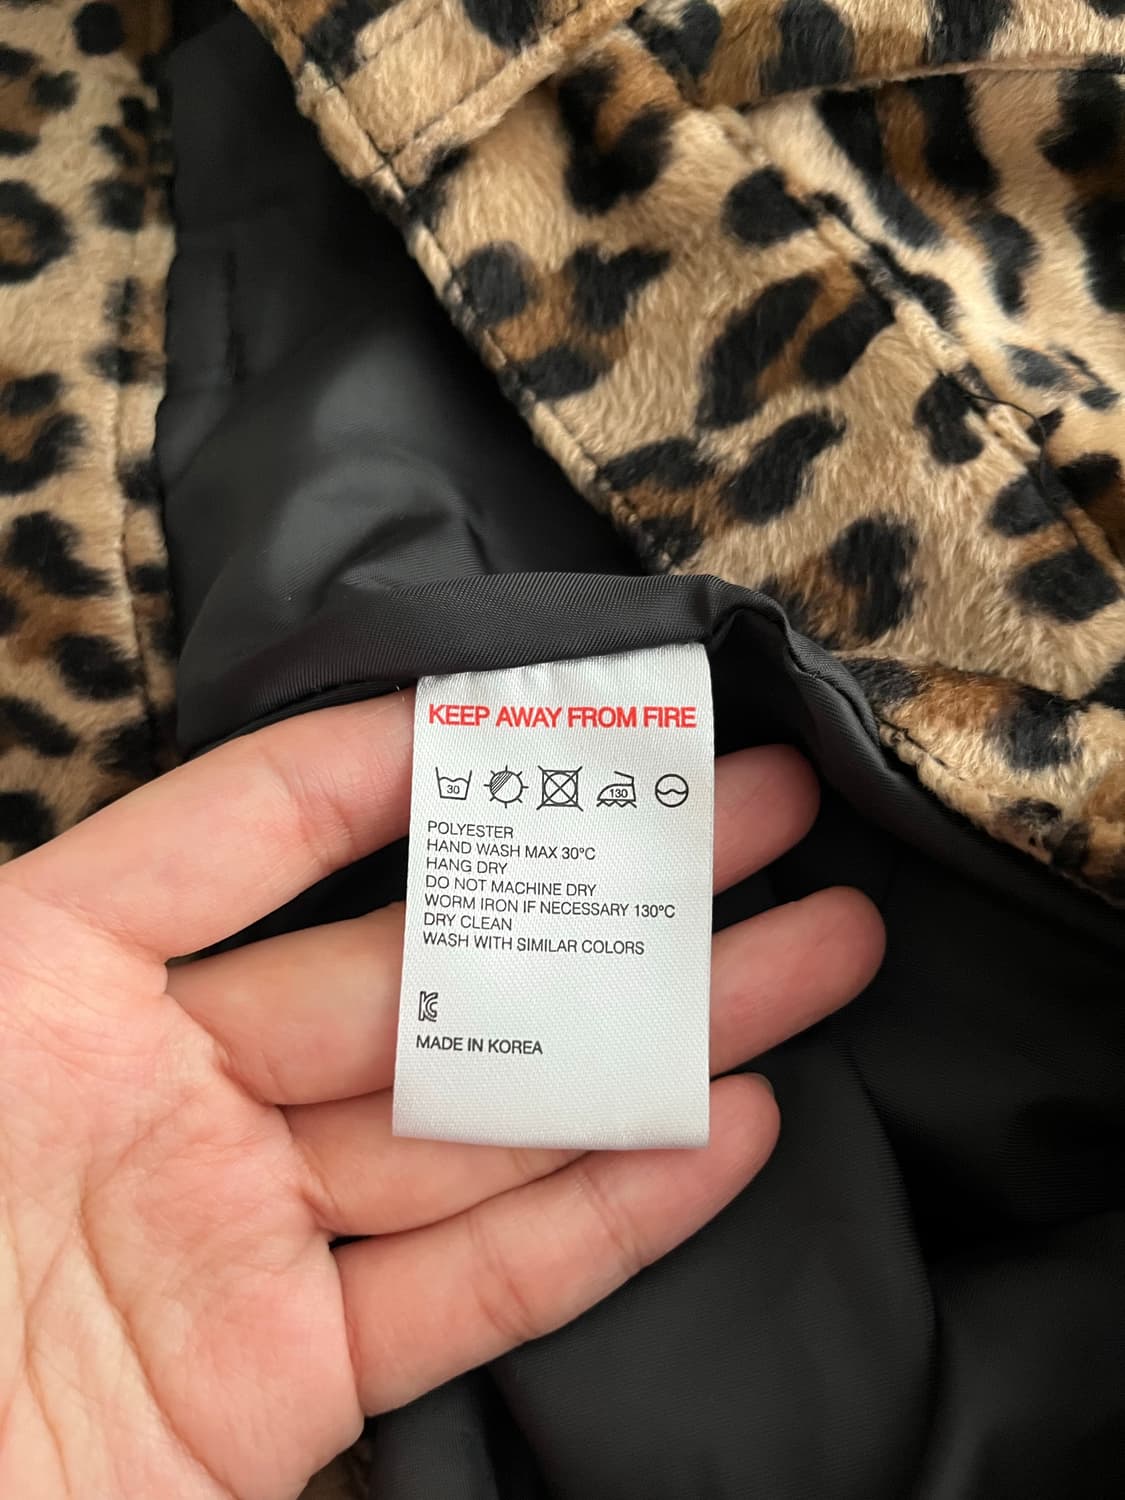 KEEP AWAY FROM FIRE
30 130
POLYESTER
HAND WASH MAX 30°C
HANG DRY
DO NOT MACHINE DRY
WORM IRON IF NECESSARY 130°C
DRY CLEAN
WASH WITH SIMILAR COLORS
KC
MADE IN KOREA